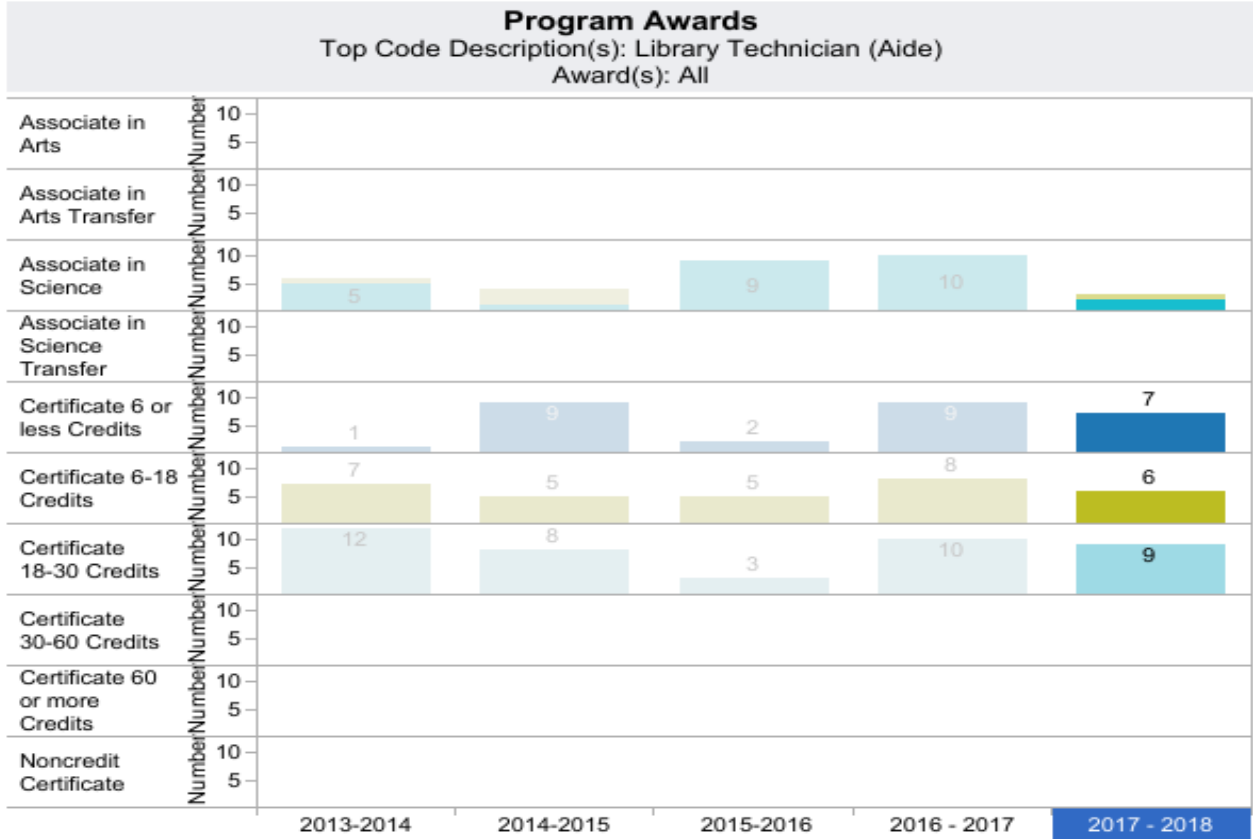 Program Awards
Top Code Description(s): Library Technician (Aide)
Award(s): All
Associate in
Arts
Number
10
5
Associate in
Arts Transfer
Number
10
5
Associate in
Science
Number
10
5
5
9
10
Associate in
Science
Transfer
Number
10
5
Certificate 6 or
less Credits
Number
10
5
1
9
2
9
7
Certificate 6-18
Credits
Number
10
5
7
5
5
8
6
Certificate
18-30 Credits
Number
10
5
12
8
3
10
9
Certificate
30-60 Credits
Number
10
5
Certificate 60
or more
Credits
Number
10
5
Noncredit
Certificate
Number
10
5
2013-2014 2014-2015 2015-2016 2016 - 2017 2017 - 2018